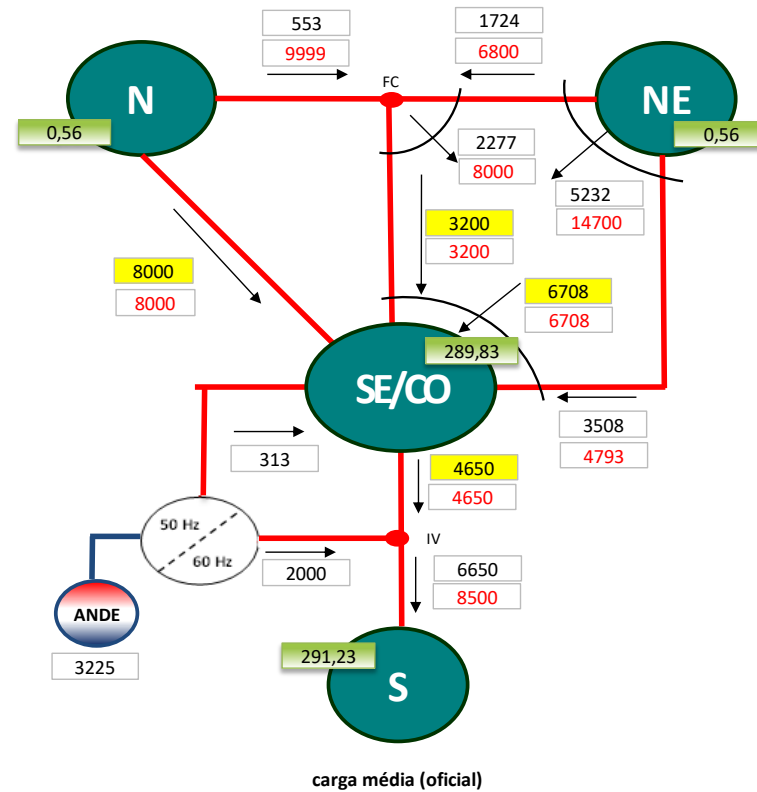 553
9999
1724
6800
FC
N
NE
0,56
0,56
2277
8000
5232
14700
3200
3200
8000
8000
6708
6708
289,83
SE/CO
3508
4793
313
4650
4650
50 Hz
60 Hz
IV
2000
6650
8500
ANDE
3225
291,23
S
carga média (oficial)